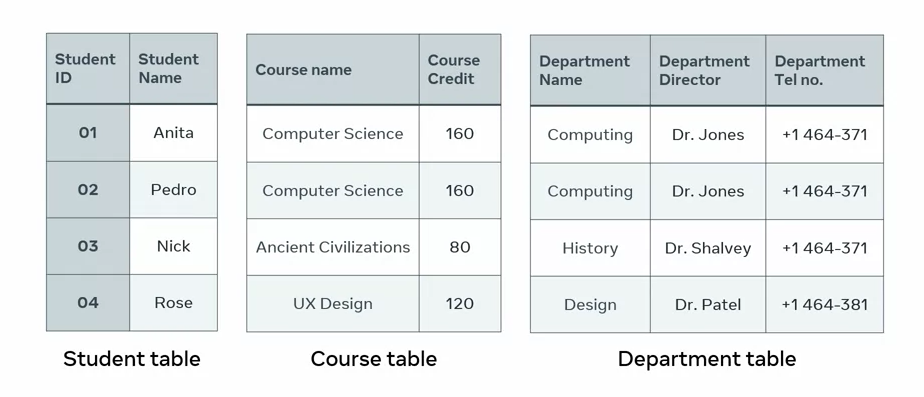 Student ID Student Name
01 Anita
02 Pedro
03 Nick
04 Rose
Student table
Course name Course Credit
Computer Science 160
Computer Science 160
Ancient Civilizations 80
UX Design 120
Course table
Department Name Department Director Department Tel no.
Computing Dr. Jones +1 464-371
Computing Dr. Jones +1 464-371
History Dr. Shalvey +1 464-371
Design Dr. Patel +1 464-381
Department table